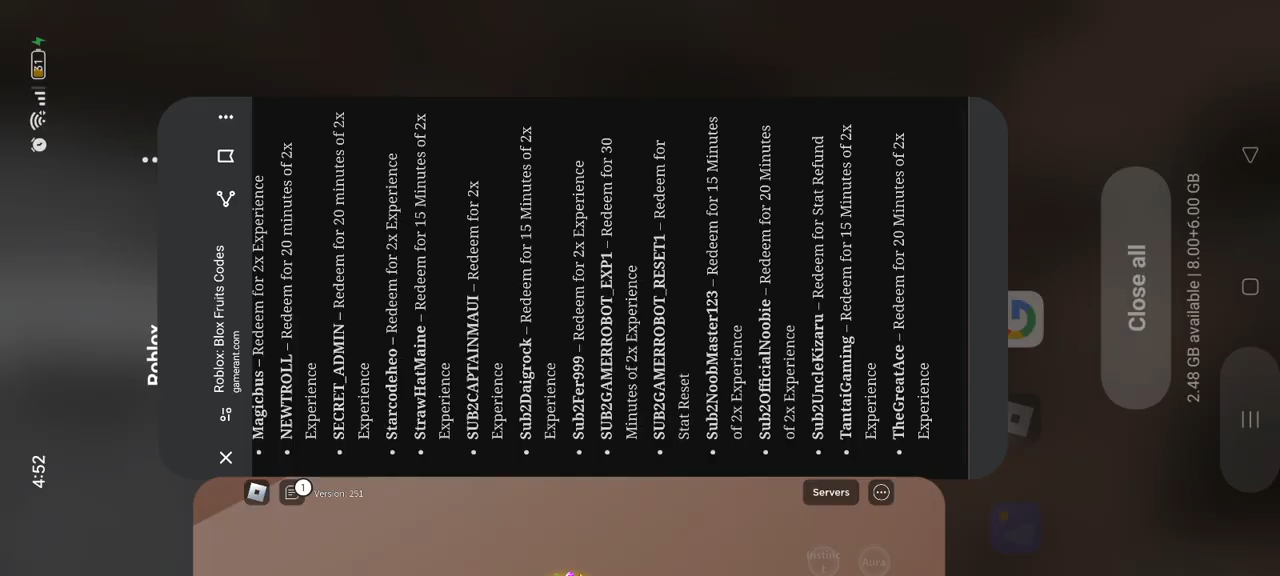 4:52
31
Roblox
Roblox: Blox Fruits Codes
gamerant.com
• Magicbus – Redeem for 2x Experience
• NEWTROLL – Redeem for 20 minutes of 2x
Experience
• SECRET_ADMIN – Redeem for 20 minutes of 2x
Experience
• Starcodeheo – Redeem for 2x Experience
• StrawHatMaine – Redeem for 15 Minutes of 2x
Experience
• SUB2CAPTAINMAUI – Redeem for 2x
Experience
• Sub2Daigrock – Redeem for 15 Minutes of 2x
Experience
• Sub2Fer999 – Redeem for 2x Experience
• SUB2GAMERROBOT_EXP1 – Redeem for 30
Minutes of 2x Experience
• SUB2GAMERROBOT_RESET1 – Redeem for
Stat Reset
• Sub2NoobMaster123 – Redeem for 15 Minutes
of 2x Experience
• Sub2OfficialNoobie – Redeem for 20 Minutes
of 2x Experience
• Sub2UncleKizaru – Redeem for Stat Refund
• TantaiGaming – Redeem for 15 Minutes of 2x
Experience
• TheGreatAce – Redeem for 20 Minutes of 2x
Experience
1
Version: 251
Servers
Instinc
t
Aura
Close all
2.48 GB available | 8.00+6.00 GB